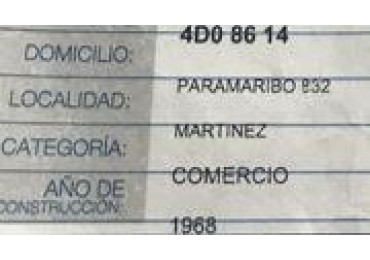 4D0 86 14
DOMICILIO: PARAMARIBO 832
LOCALIDAD: MARTINEZ
CATEGORÍA: COMERCIO
AÑO DE
CONSTRUCCIÓN: 1968